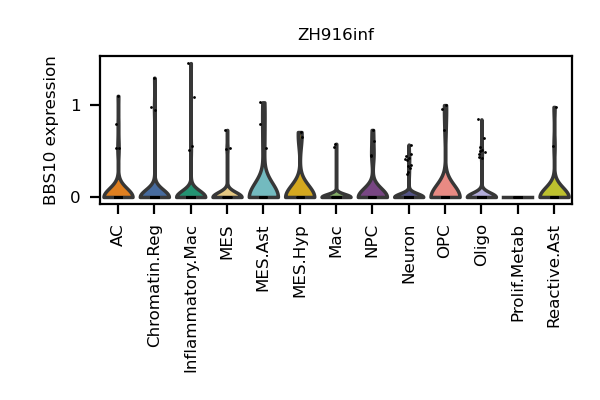 ZH916inf
BBS10 expression
1
0
AC
Chromatin.Reg
Inflammatory.Mac
MES
MES.Ast
MES.Hyp
Mac
NPC
Neuron
OPC
Oligo
Prolif.Metab
Reactive.Ast